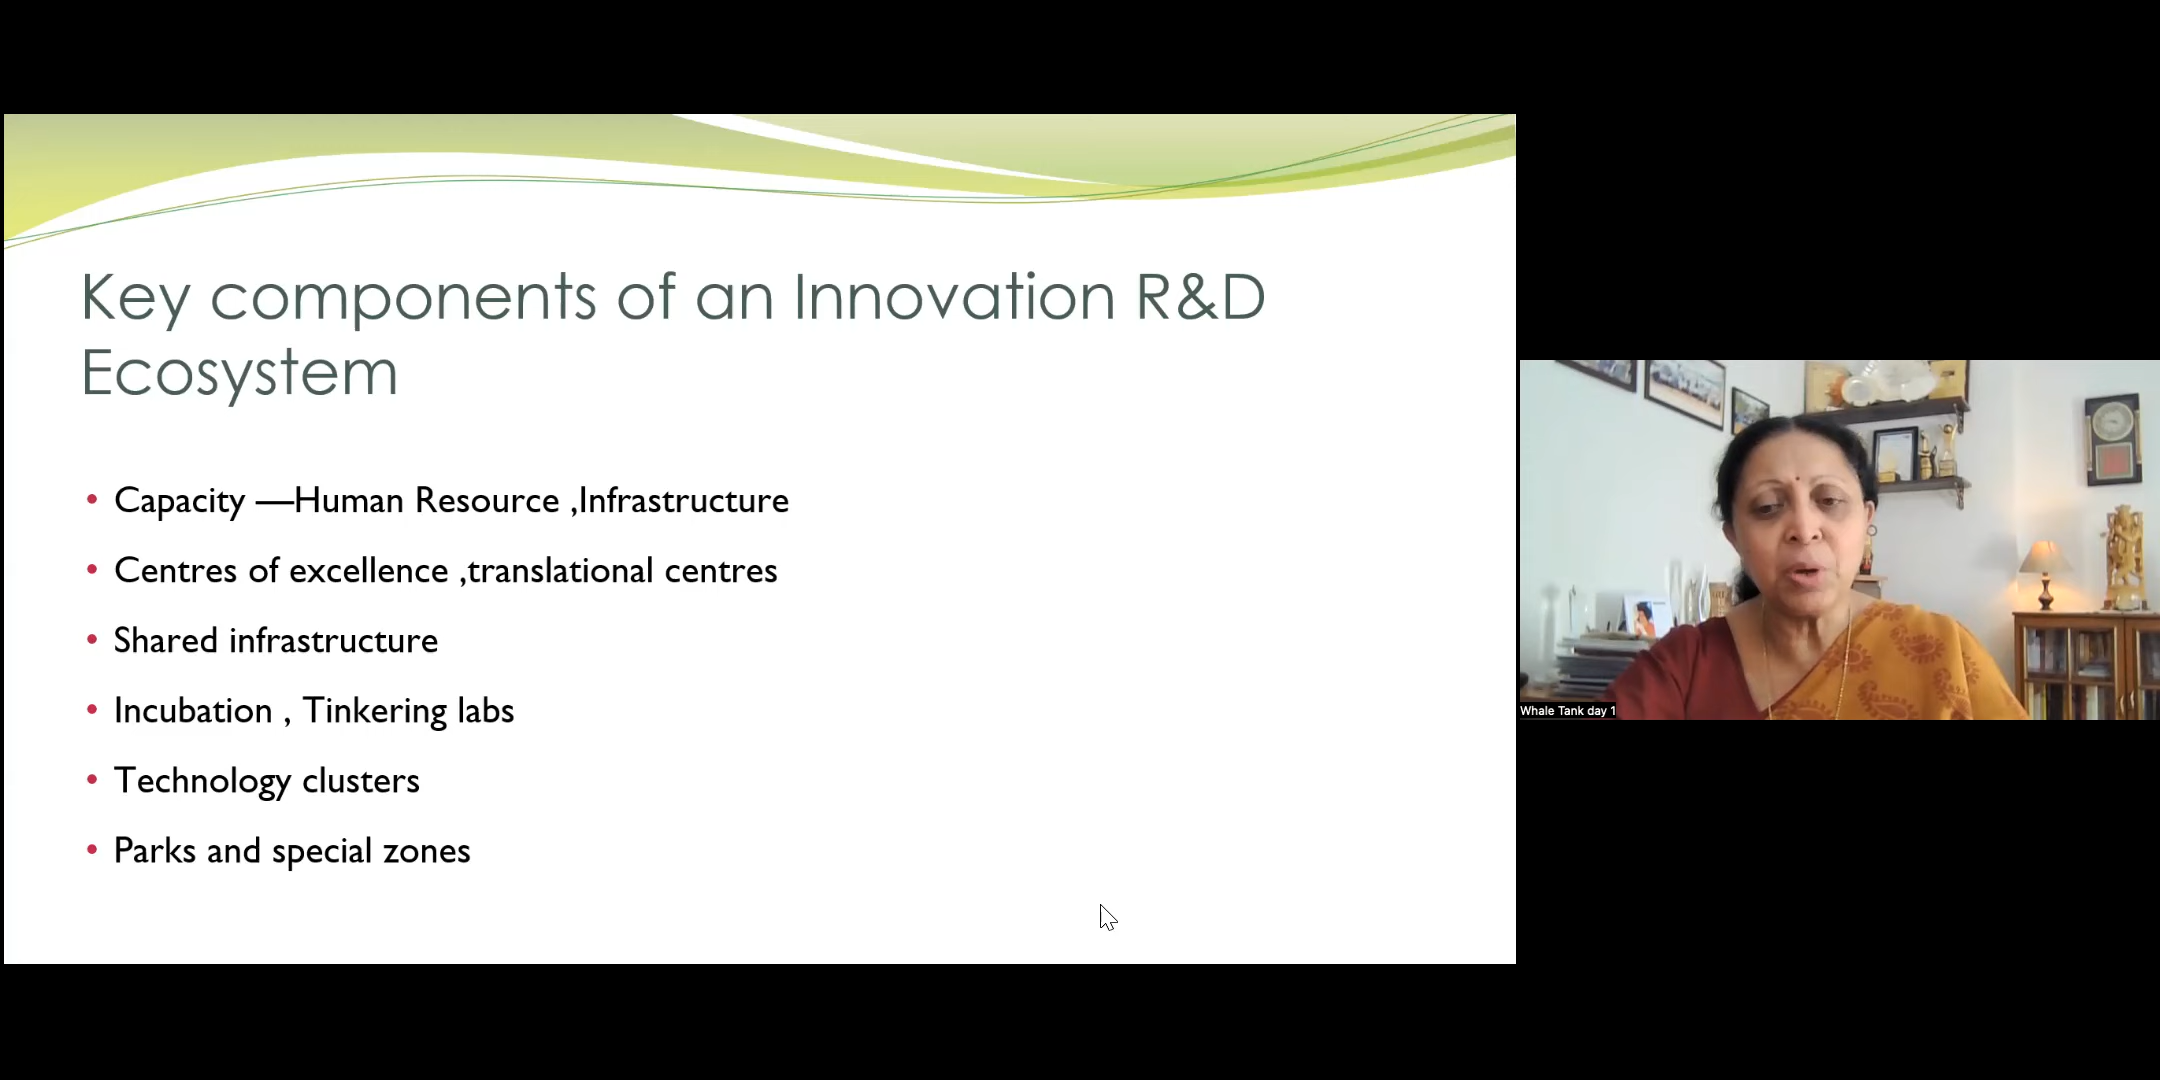 Key components of an Innovation R&D
Ecosystem
• Capacity —Human Resource ,Infrastructure
• Centres of excellence ,translational centres
• Shared infrastructure
• Incubation , Tinkering labs
• Technology clusters
• Parks and special zones
Whale Tank day 1